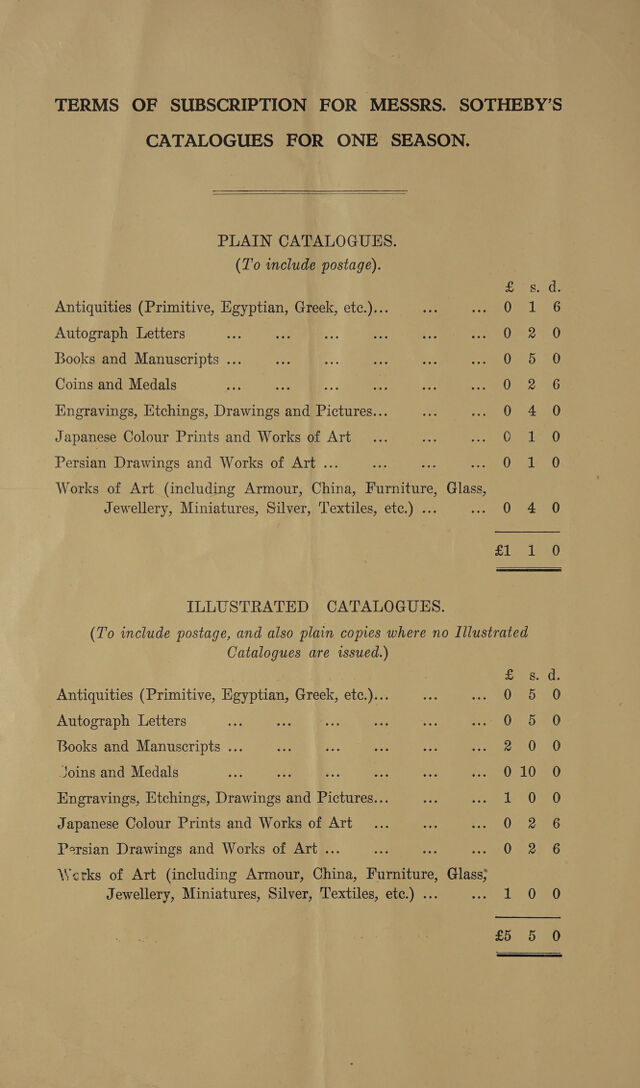 TERMS OF SUBSCRIPTION FOR MESSRS. SOTHEBY'S
CATALOGUES FOR ONE SEASON.
PLAIN CATALOGUES.
(To include postage).
£ s. d.
Antiquities (Primitive, Egyptian, Greek, etc.)... ... ... 0 1 6
Autograph Letters ... ... ... ... ... ... 0 2 0
Books and Manuscripts ... ... ... ... ... ... 0 5 0
Coins and Medals ... ... ... ... ... ... 0 2 6
Engravings, Etchings, Drawings and Pictures... ... ... 0 4 0
Japanese Colour Prints and Works of Art ... ... ... 0 1 0
Persian Drawings and Works of Art ... ... ... ... 0 1 0
Works of Art (including Armour, China, Furniture, Glass,
Jewellery, Miniatures, Silver, Textiles, etc.) ... ... 0 4 0
£1 1 0
ILLUSTRATED CATALOGUES.
(To include postage, and also plain copies where no Illustrated
Catalogues are issued.)
£ s. d.
Antiquities (Primitive, Egyptian, Greek, etc.)... ... ... 0 5 0
Autograph Letters ... ... ... ... ... ... 0 5 0
Books and Manuscripts ... ... ... ... ... ... 2 0 0
Coins and Medals ... ... ... ... ... ... 0 10 0
Engravings, Etchings, Drawings and Pictures... ... ... 1 0 0
Japanese Colour Prints and Works of Art ... ... ... 0 2 6
Persian Drawings and Works of Art ... ... ... ... 0 2 6
Works of Art (including Armour, China, Furniture, Glass,
Jewellery, Miniatures, Silver, Textiles, etc.) ... ... 1 0 0
£5 5 0